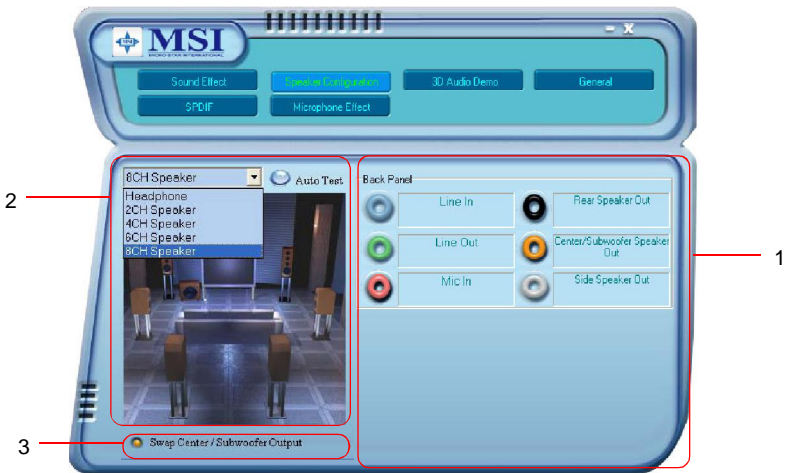 MSI
MSI
MICRO-STAR INTERNATIONAL
- X
Sound Effect
Speaker Configuration
3D Audio Demo
General
SPDIF
Microphone Effect
8CH Speaker
Auto Test
Headphone
2CH Speaker
4CH Speaker
6CH Speaker
8CH Speaker
Back Panel
Line In
Rear Speaker Out
Line Out
Center/Subwoofer Speaker
Out
Mic In
Side Speaker Out
Swap Center / Subwoofer Output
1
2
3